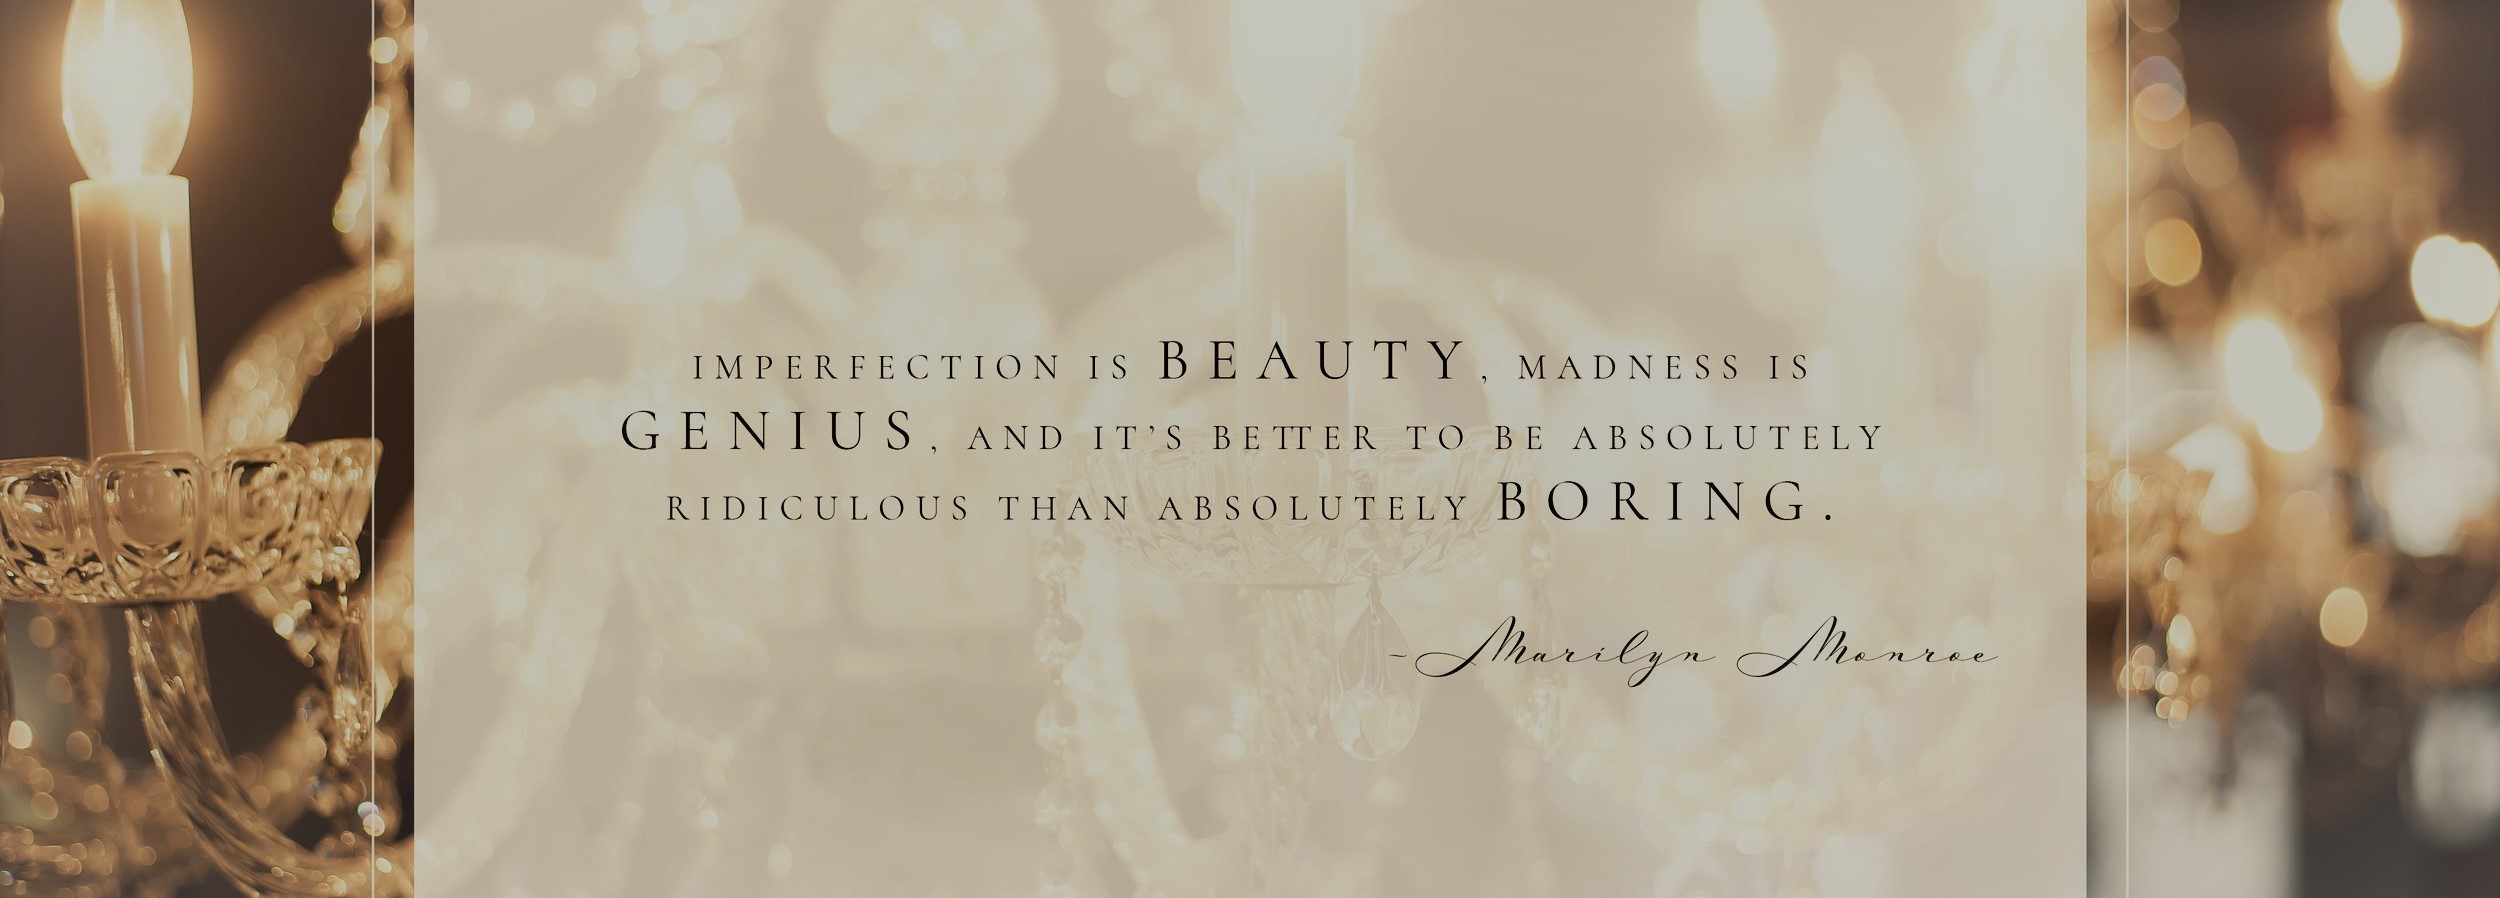 IMPERFECTION IS BEAUTY, MADNESS IS
GENIUS, AND IT'S BETTER TO BE ABSOLUTELY
RIDICULOUS THAN ABSOLUTELY BORING.
~Marilyn Monroe